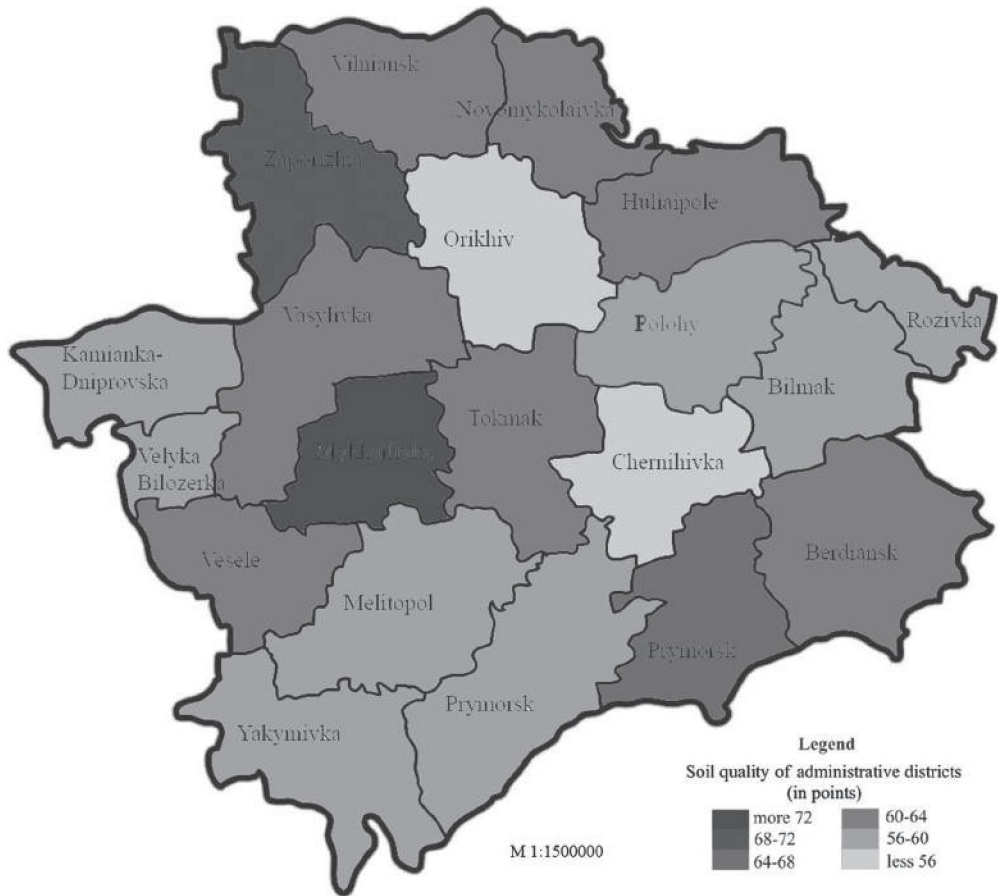 Vilniansk
Novomykolaivka
Zaporizhia
Huliaipole
Orikhiv
Vasylivka
Polohy
Rozivka
Kamianka-
Dniprovska
Bilmak
Tokmak
Velyka
Bilozerka
Chernihivka
Vesele
Berdiansk
Melitopol
Prymorsk
Prymorsk
Yakymivka
Legend
Soil quality of administrative districts
(in points)
more 72
68-72
64-68
60-64
56-60
less 56
M 1:1500000